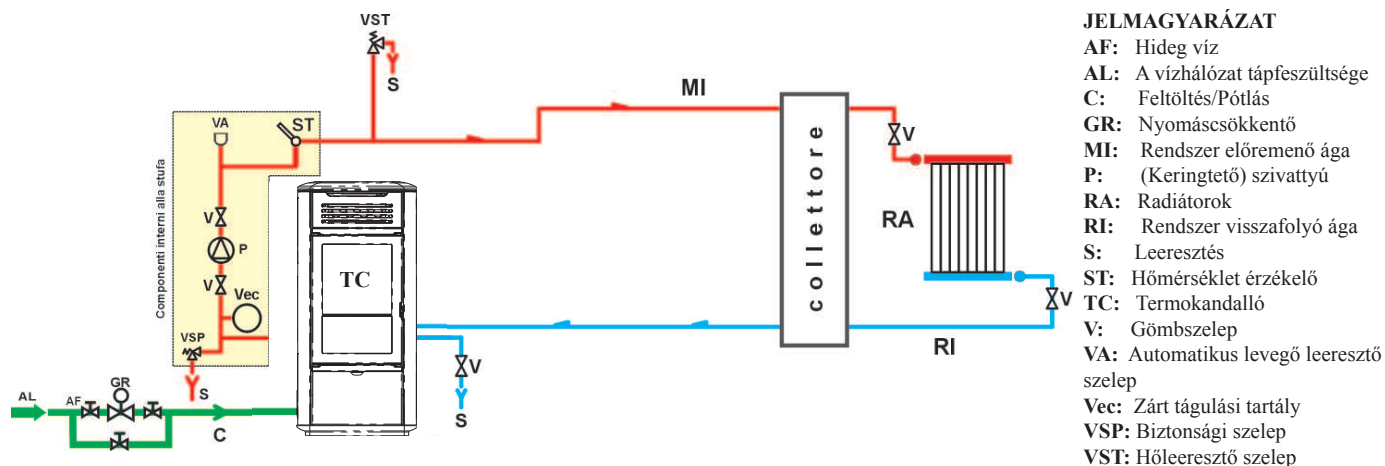 VST
S
MI
VA
ST
Componenti interni alla stufa
V
P
V
Vec
VSP
S
TC
collettore
V
RA
V
RI
V
S
AL
AF
GR
C
JELMAGYARÁZAT
AF: Hideg víz
AL: A vízhálózat tápfeszültsége
C: Feltöltés/Pótlás
GR: Nyomáscsökkentő
MI: Rendszer előremenő ága
P: (Keringtető) szivattyú
RA: Radiátorok
RI: Rendszer visszafolyó ága
S: Leeresztés
ST: Hőmérséklet érzékelő
TC: Termokandalló
V: Gömbszelep
VA: Automatikus levegő leeresztő
szelep
Vec: Zárt tágulási tartály
VSP: Biztonsági szelep
VST: Hőleeresztő szelep